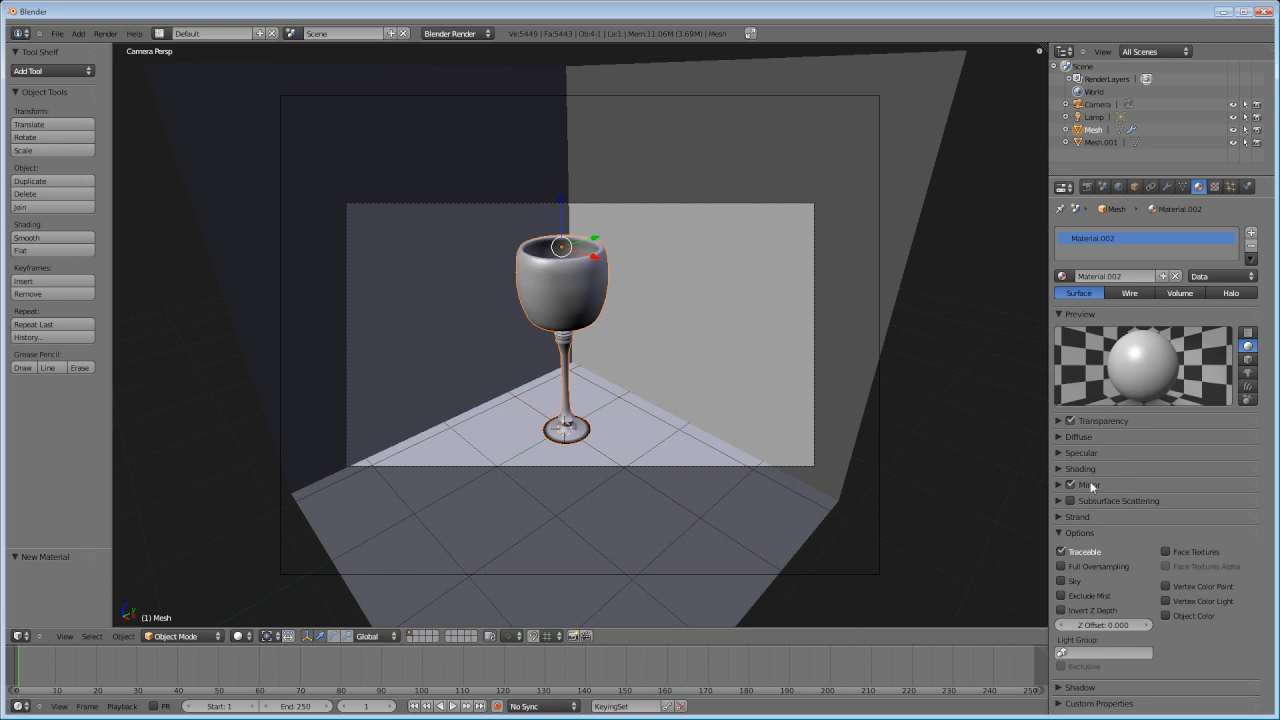 Blender
File Add Render Help Default Scene Blender Render Ve:5449 | Fa:5443 | Ob:4-1 | La:1 | Mem:11.06M (3.69M) | Mesh
Tool Shelf
Add Tool
Object Tools
Transform:
Translate
Rotate
Scale
Object:
Duplicate
Delete
Join
Shading:
Smooth
Flat
Keyframes:
Insert
Remove
Repeat:
Repeat Last
History...
Grease Pencil:
Draw Line Erase
New Material
Camera Persp
(1) Mesh
View Select Object Object Mode Global
View All Scenes
Scene
RenderLayers
World
Camera
Lamp
Mesh
Mesh.001
Mesh Material.002
Material.002
Material.002 Data
Surface Wire Volume Halo
Preview
Transparency
Diffuse
Specular
Shading
Subsurface Scattering
Strand
Options
Traceable Face Textures
Full Oversampling Face Textures Alpha
Sky
Vertex Color Paint
Exclude Mist
Vertex Color Light
Invert Z Depth
Object Color
Z Offset: 0.000
Light Group:
Exclusive
Shadow
Custom Properties
0 10 20 30 40 50 60 70 80 90 100 110 120 130 140 150 160 170 180 190 200 210 220 230 240 250
View Frame Playback PR Start: 1 End: 250 1 No Sync KeyingSet